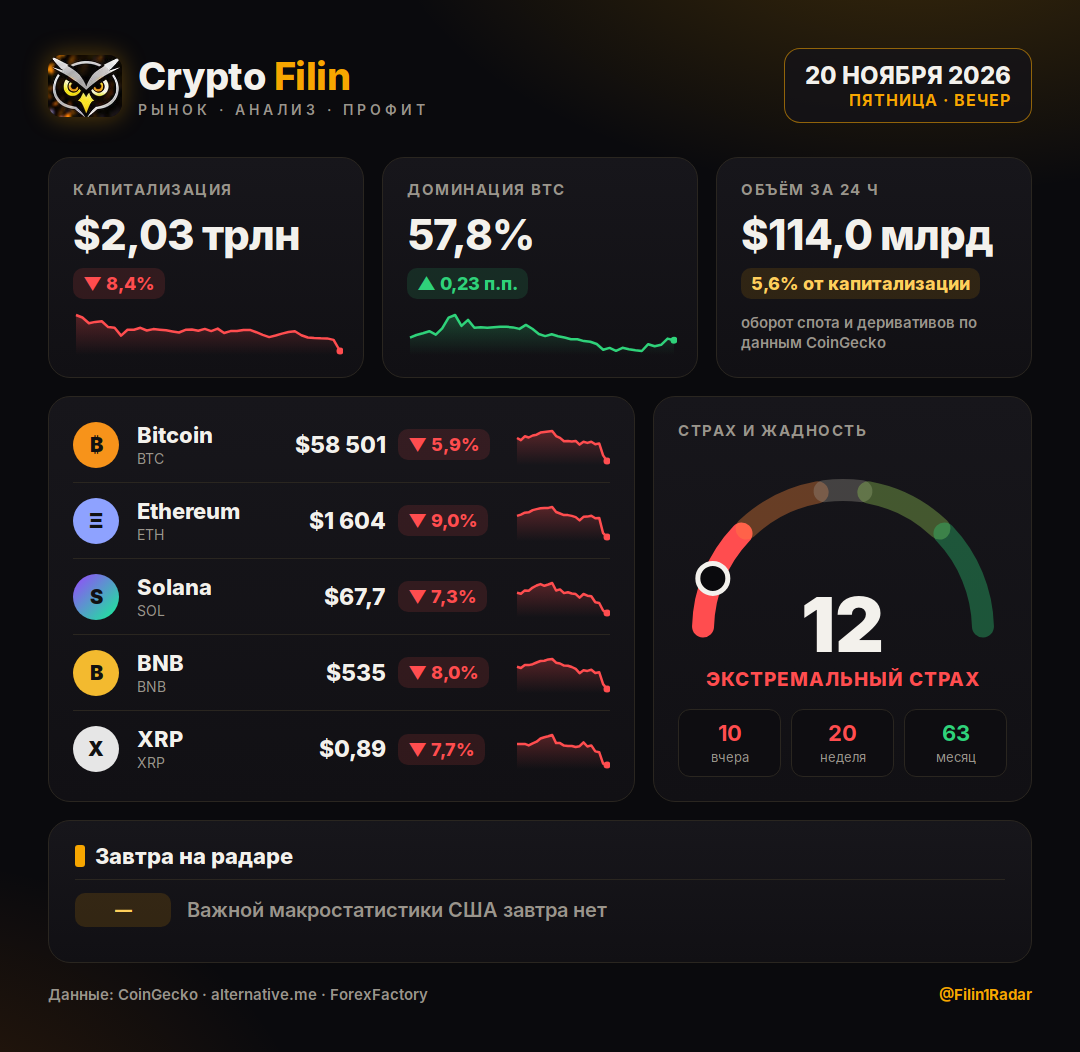 Crypto Filin
РЫНОК · АНАЛИЗ · ПРОФИТ
20 НОЯБРЯ 2026
ПЯТНИЦА · ВЕЧЕР
КАПИТАЛИЗАЦИЯ
$2,03 трлн
▼ 8,4%
ДОМИНАЦИЯ BTC
57,8%
▲ 0,23 п.п.
ОБЪЁМ ЗА 24 Ч
$114,0 млрд
5,6% от капитализации
оборот спота и деривативов по
данным CoinGecko
₿ Bitcoin $58 501 ▼ 5,9%
BTC
Ξ Ethereum $1 604 ▼ 9,0%
ETH
S Solana $67,7 ▼ 7,3%
SOL
B BNB $535 ▼ 8,0%
BNB
X XRP $0,89 ▼ 7,7%
XRP
СТРАХ И ЖАДНОСТЬ
12
ЭКСТРЕМАЛЬНЫЙ СТРАХ
10 20 63
вчера неделя месяц
Завтра на радаре
— Важной макростатистики США завтра нет
Данные: CoinGecko · alternative.me · ForexFactory
@Filin1Radar